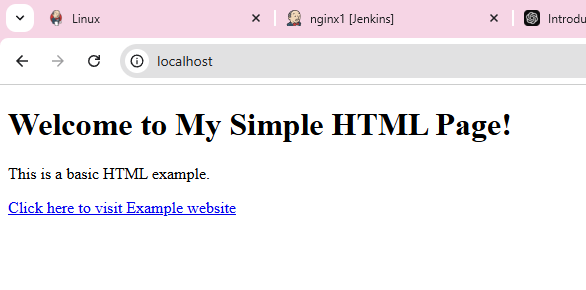 Linux
nginx1 [Jenkins]
Introdu
localhost
Welcome to My Simple HTML Page!
This is a basic HTML example.
Click here to visit Example website